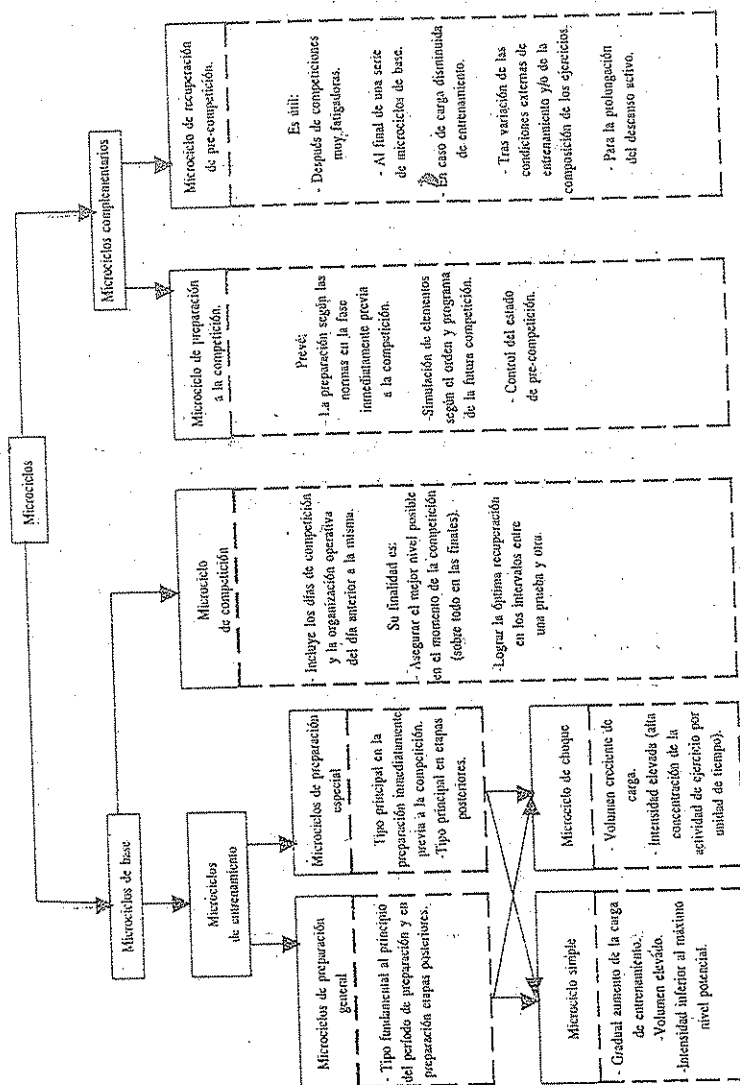 Microciclos
Microciclos de base
Microciclos complementarios
Microciclos
de entrenamiento
Microciclo
de competición
- Incluye los días de competición
y la organización operativa
del día anterior a la misma.
Su finalidad es:
- Asegurar el mejor nivel posible
en el momento de la competición
(sobre todo en las finales).
-Lograr la óptima recuperación
en los intervalos entre
una prueba y otra.
Microciclo de preparación
a la competición.
Prevé:
- La preparación según las
normas en la fase
inmediatamente previa
a la competición.
-Simulación de elementos
según el orden y programa
de la futura competición.
- Control del estado
de pre-competición.
Microciclo de recuperación
de pre-competición.
Es útil:
- Después de competiciones
muy fatigadoras.
- Al final de una serie
de microciclos de base.
- En caso de carga disminuida
de entrenamiento.
- Tras variación de las
condiciones externas de
entrenamiento y/o de la
composición de los ejercicios.
- Para la prolongación
del descanso activo.
Microciclos de preparación
general
- Tipo fundamental al principio
del período de preparación y en
preparación etapas posteriores.
Microciclos de preparación
especial
Tipo principal en la
preparación inmediatamente
previa a la competición.
-Tipo principal en etapas
posteriores.
Microciclo simple
- Gradual aumento de la carga
de entrenamiento.
-Volumen elevado.
-Intensidad inferior al máximo
nivel potencial.
Microciclo de choque
- Volumen creciente de
carga.
- Intensidad elevada (alta
concentración de la
actividad de ejercicio por
unidad de tiempo).